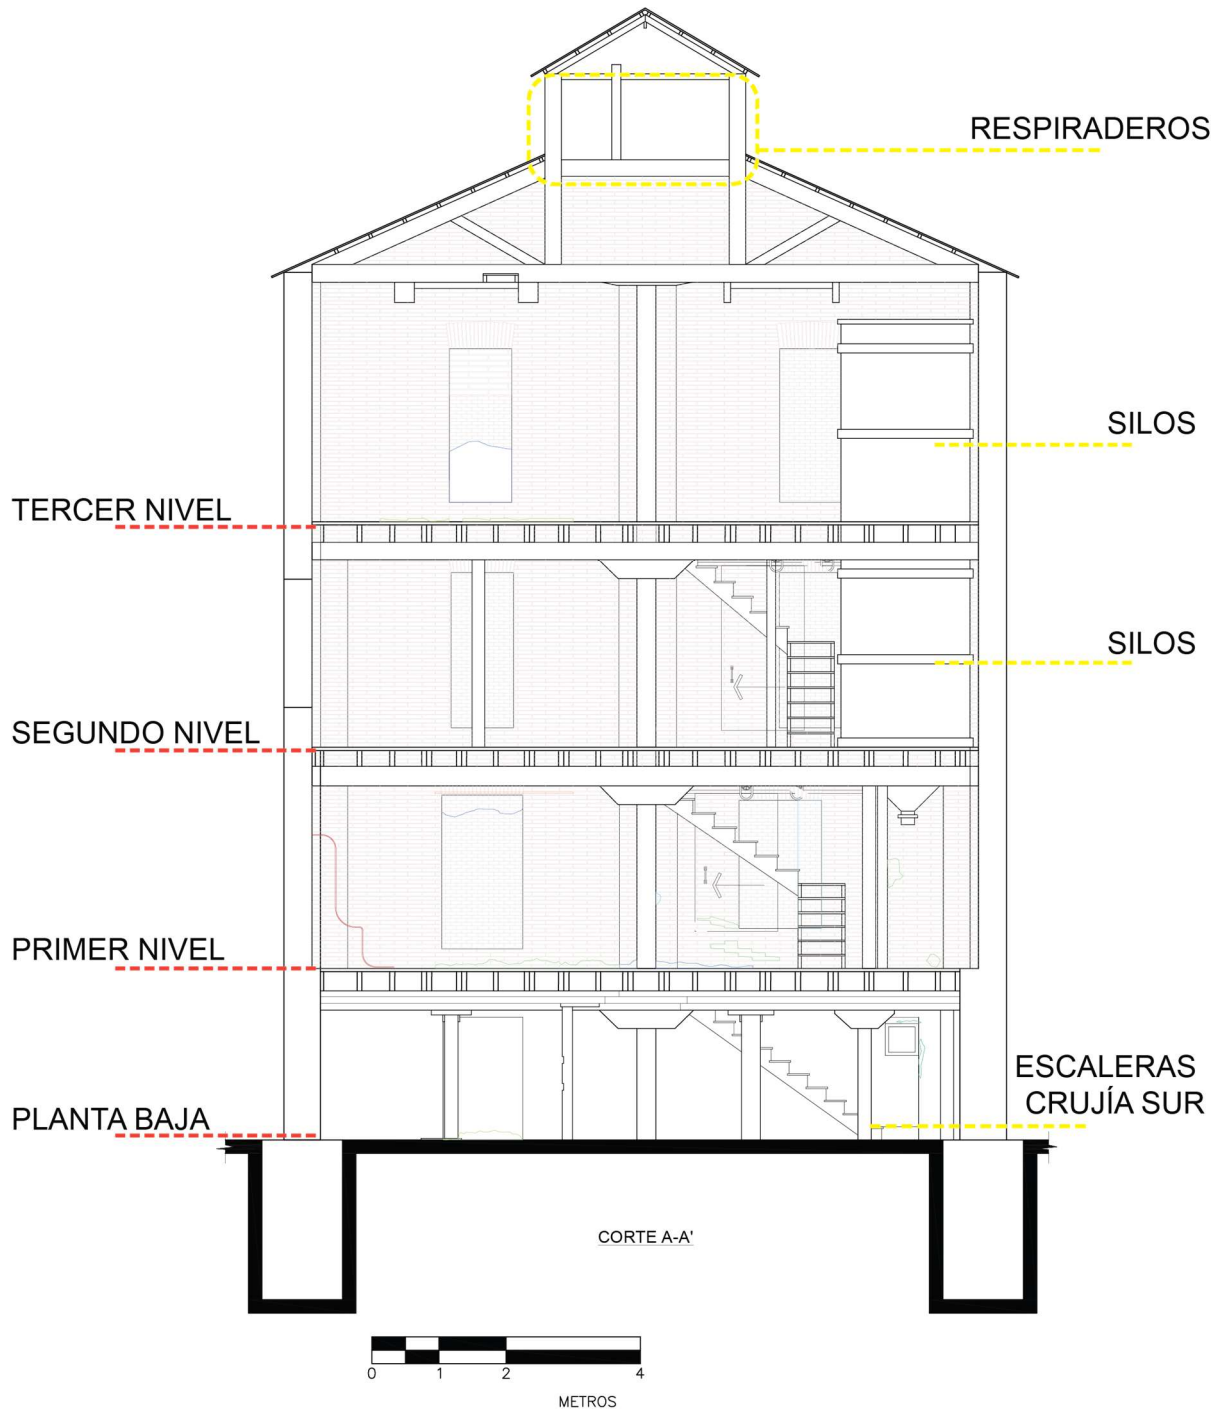 RESPIRADEROS
SILOS
TERCER NIVEL
SILOS
SEGUNDO NIVEL
PRIMER NIVEL
ESCALERAS
CRUJÍA SUR
PLANTA BAJA
CORTE A-A'
0 1 2 4
METROS